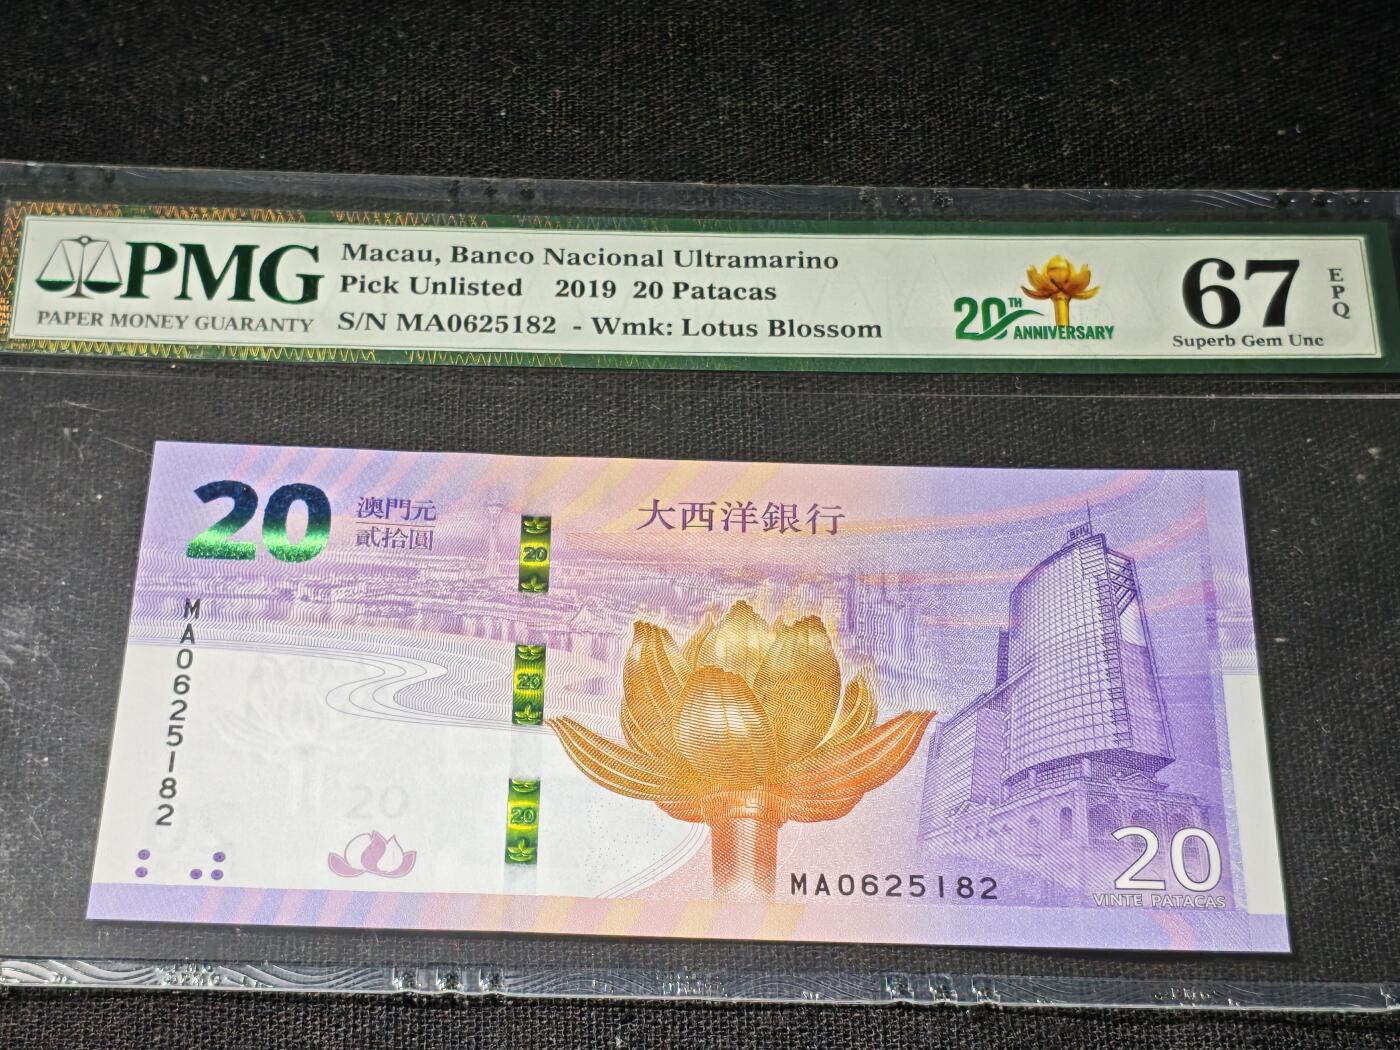 PMG
PAPER MONEY GUARANTY
Macau, Banco Nacional Ultramarino
Pick Unlisted 2019 20 Patacas
S/N MA0625182 - Wmk: Lotus Blossom
20TH ANNIVERSARY
67
EPQ
Superb Gem Unc
20
澳門元
貳拾圓
大西洋銀行
BNU
20
20
20
MA0625182
20
MA0625182
20
VINTE PATACAS